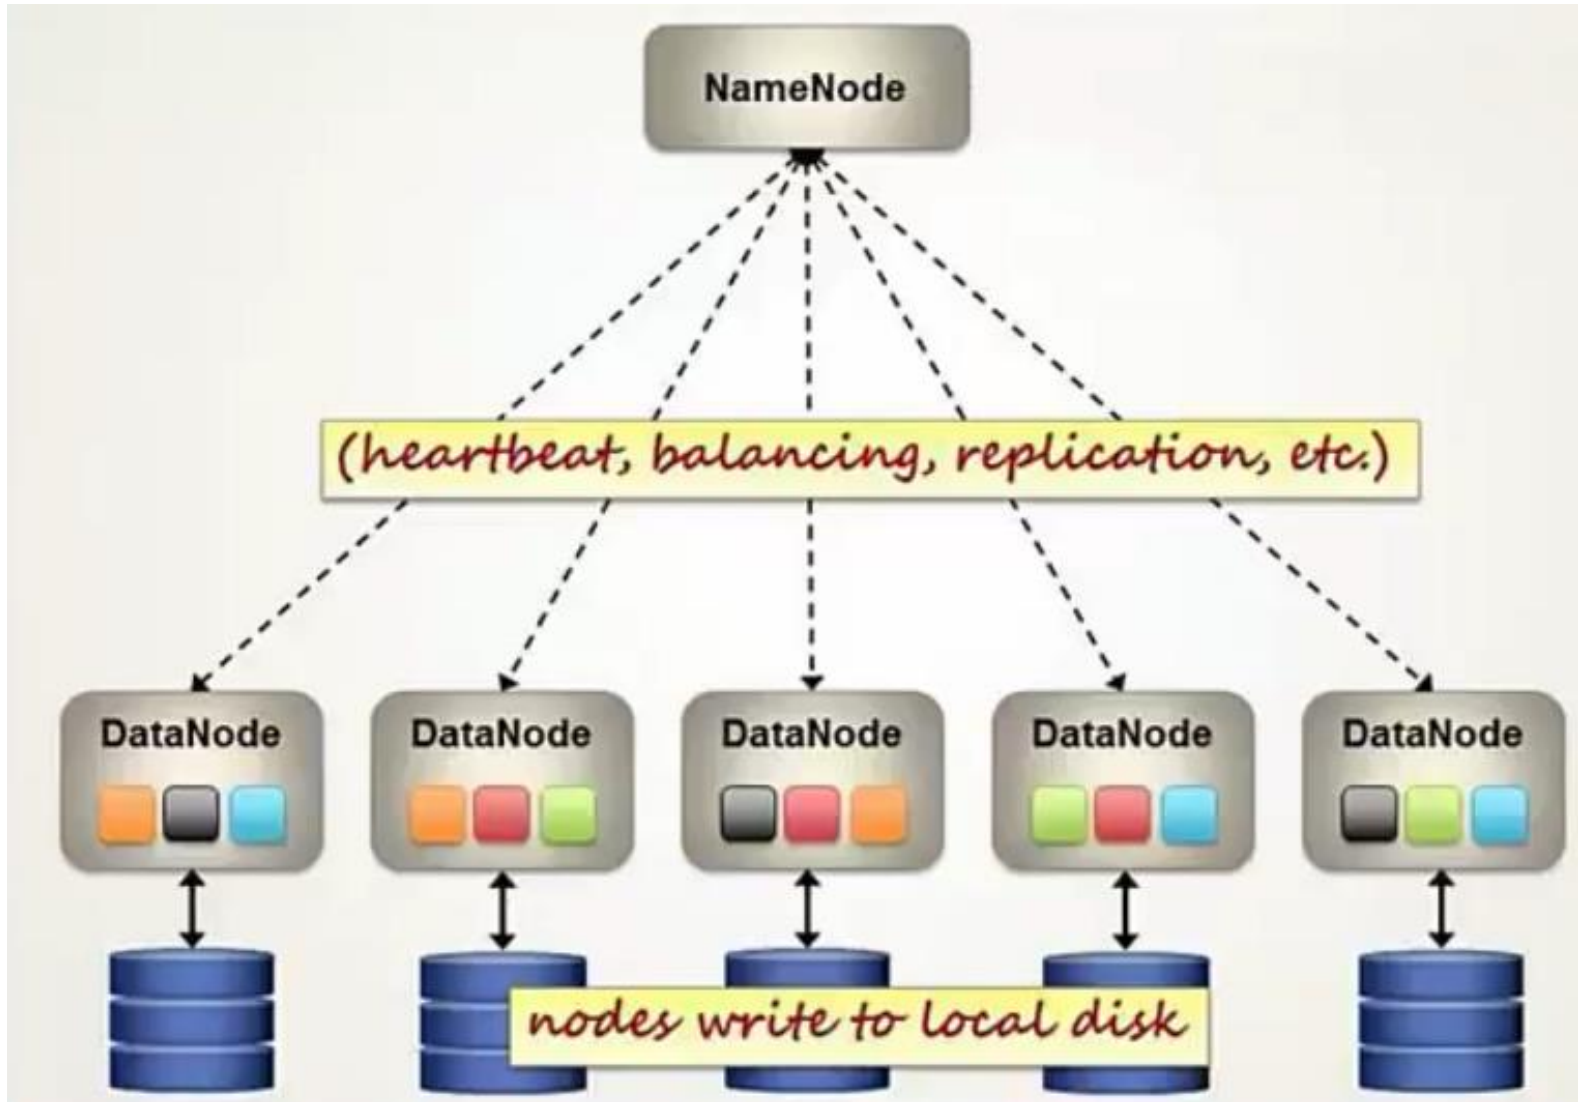 NameNode
(heartbeat, balancing, replication, etc.)
DataNode DataNode DataNode DataNode DataNode
nodes write to local disk